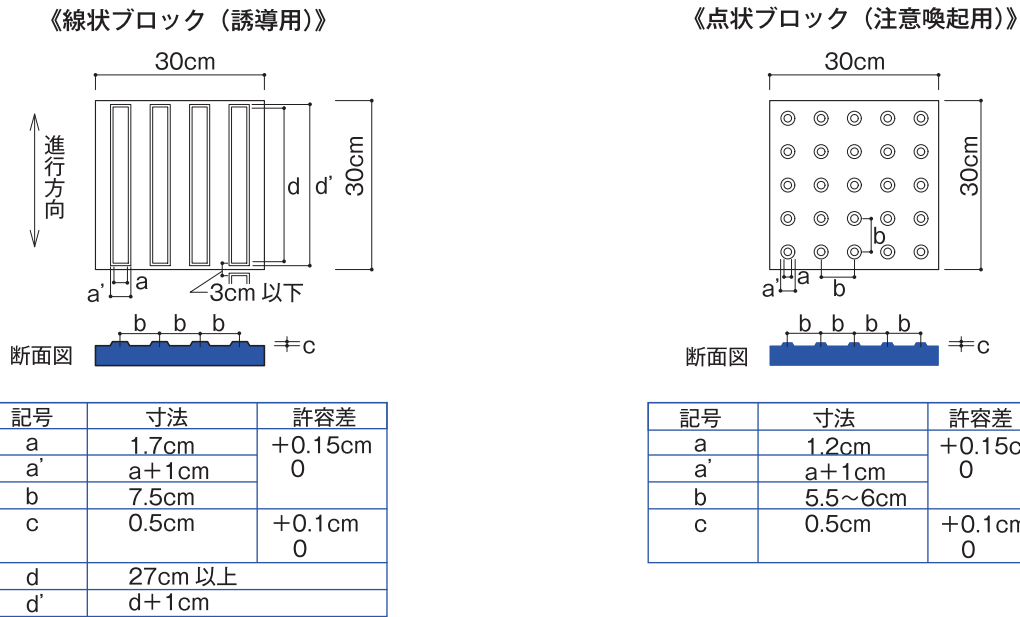 《線状ブロック（誘導用）》
30cm
進行方向
d
d'
30cm
a
a'
3cm 以下
b
b
b
断面図
c
記号 寸法 許容差
a 1.7cm +0.15cm
0
a' a+1cm
b 7.5cm
c 0.5cm +0.1cm
0
d 27cm 以上
d' d+1cm
《点状ブロック（注意喚起用）》
30cm
30cm
b
a
a'
b
b
b
b
b
断面図
c
記号 寸法 許容差
a 1.2cm +0.15c
0
a' a+1cm
b 5.5〜6cm
c 0.5cm +0.1cm
0